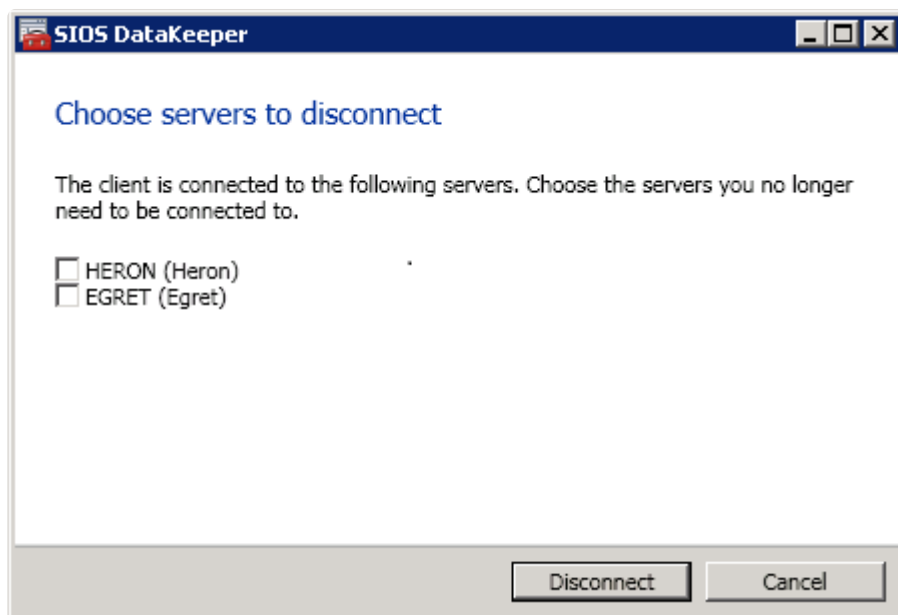 SIOS DataKeeper
Choose servers to disconnect
The client is connected to the following servers. Choose the servers you no longer
need to be connected to.
HERON (Heron)
EGRET (Egret)
Disconnect
Cancel